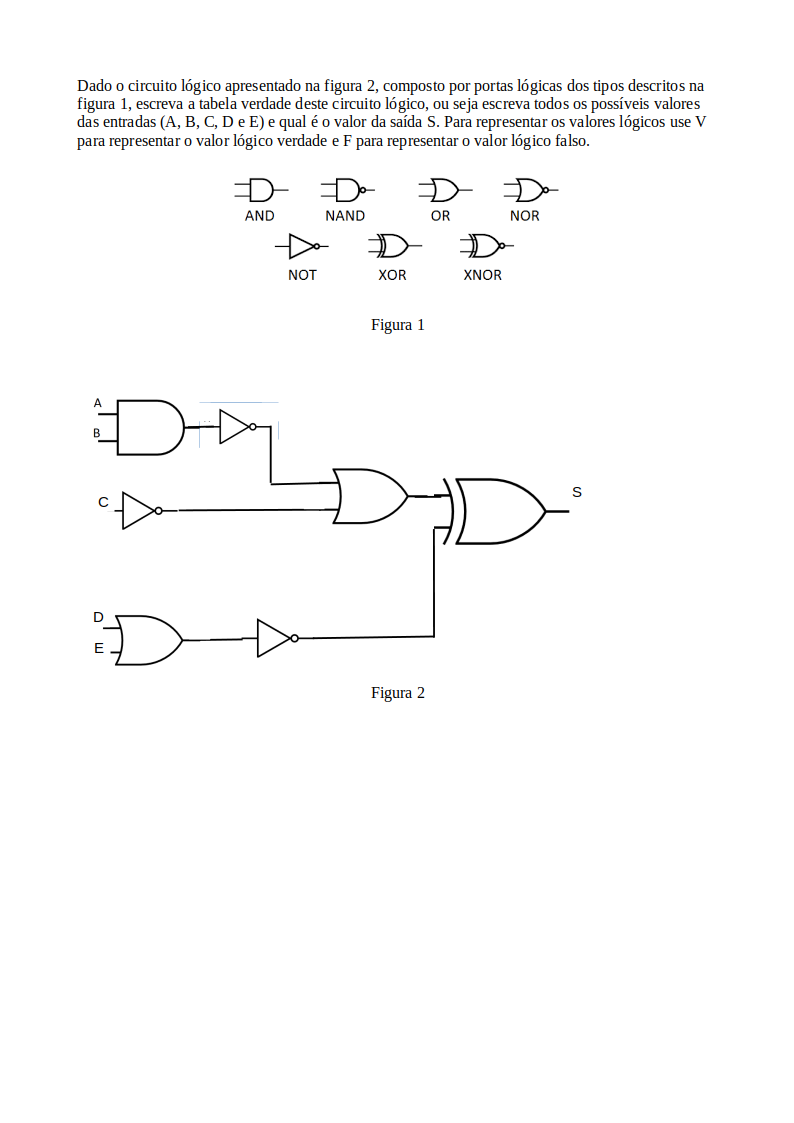 Dado o circuito lógico apresentado na figura 2, composto por portas lógicas dos tipos descritos na
figura 1, escreva a tabela verdade deste circuito lógico, ou seja escreva todos os possíveis valores
das entradas (A, B, C, D e E) e qual é o valor da saída S. Para representar os valores lógicos use V
para representar o valor lógico verdade e F para representar o valor lógico falso.
AND NAND OR NOR
NOT XOR XNOR
Figura 1
A
B
C
S
D
E
Figura 2